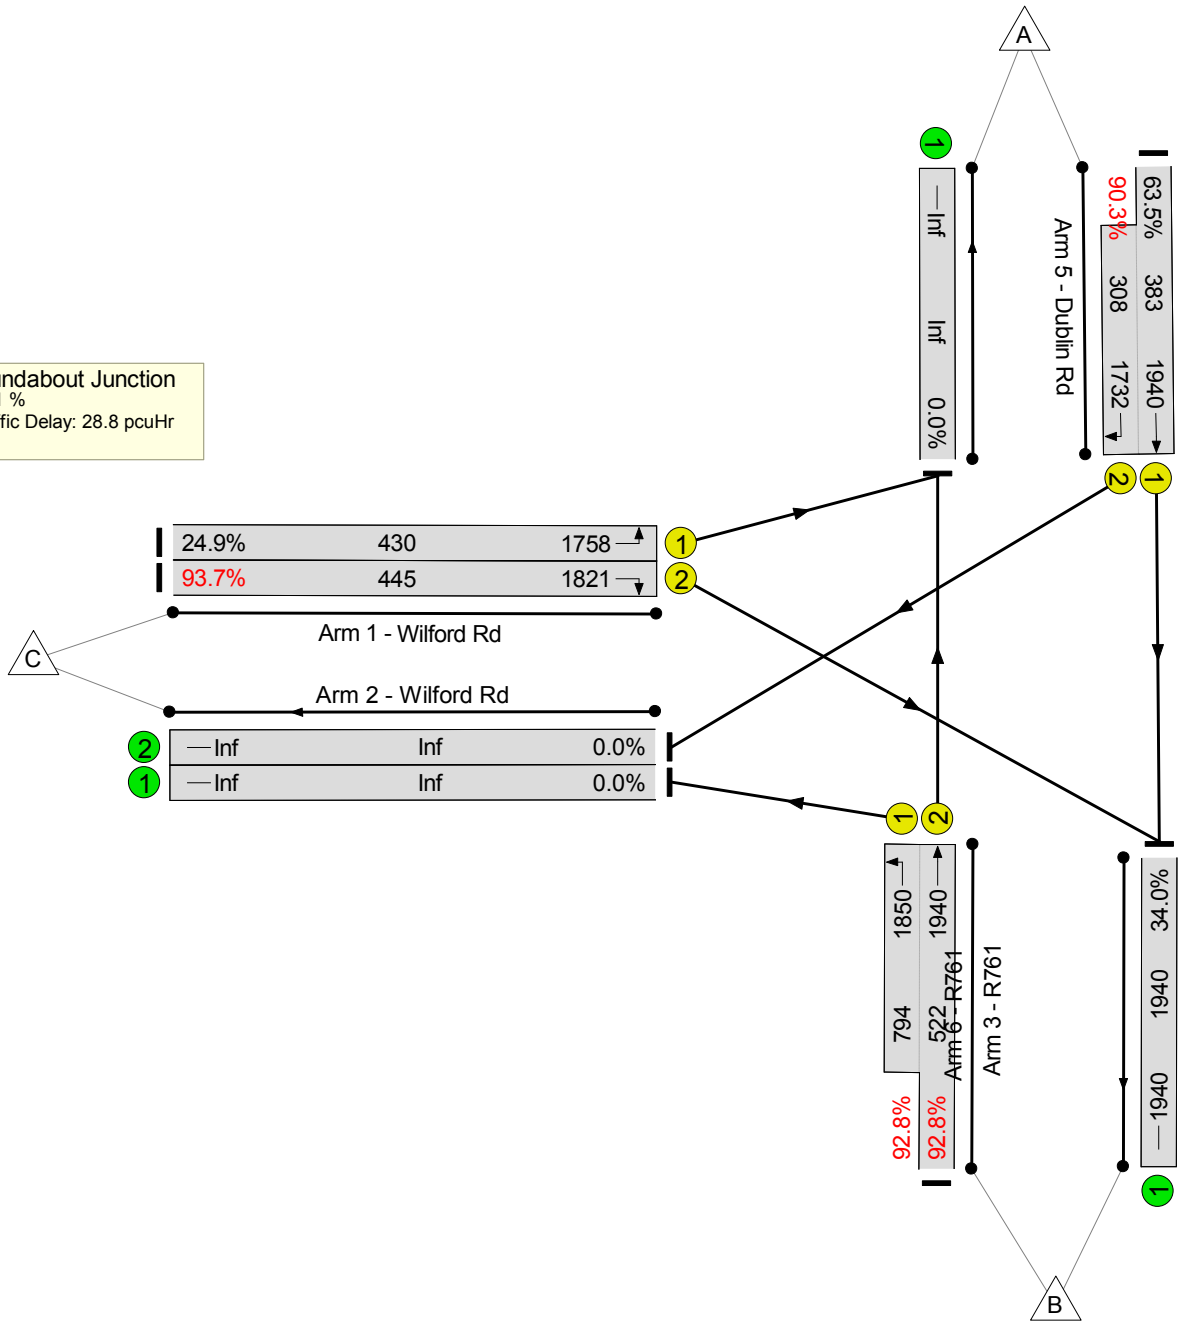 A
1
Inf Inf 0.0%
Arm 5 - Dublin Rd
63.5% 383 1940
90.3% 308 1732
2 1
undabout Junction
%
fic Delay: 28.8 pcuHr
24.9% 430 1758 1
93.7% 445 1821 2
Arm 1 - Wilford Rd
C
Arm 2 - Wilford Rd
2 Inf Inf 0.0%
1 Inf Inf 0.0%
1 2
1850 794 92.8%
1940 522 92.8%
Arm 6 - R761
Arm 3 - R761
1940 1940 34.0%
1
B